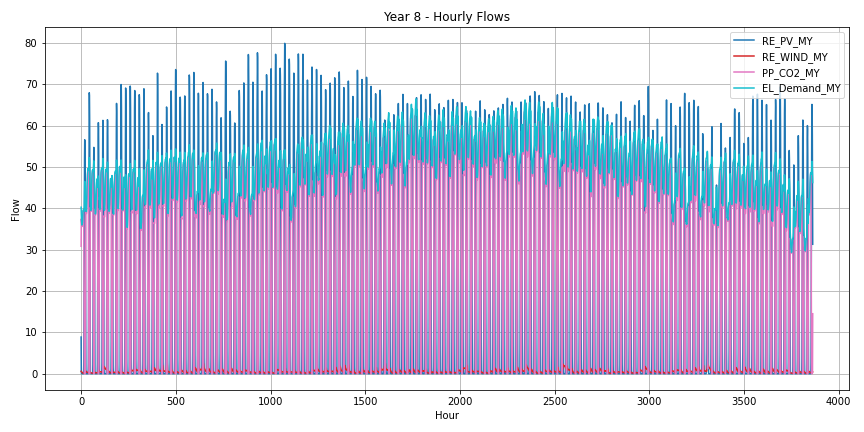 Year 8 - Hourly Flows
80
70
60
50
40
30
20
10
0
Flow
RE_PV_MY
RE_WIND_MY
PP_CO2_MY
EL_Demand_MY
0 500 1000 1500 2000 2500 3000 3500 4000
Hour